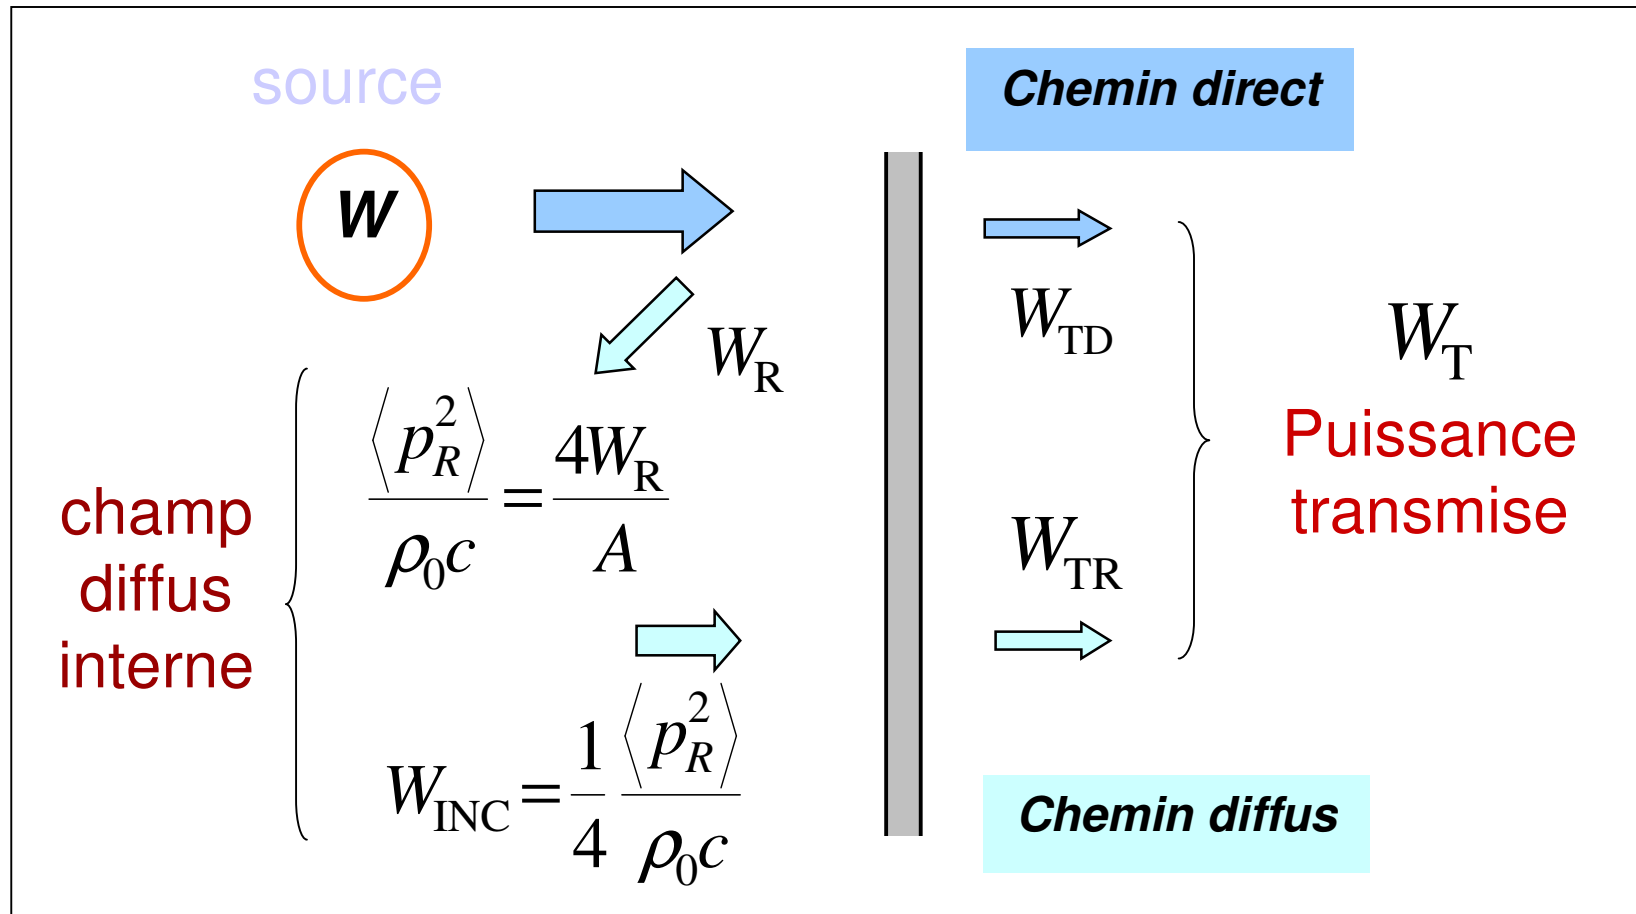 source
Chemin direct
W
W_R
W_TD
W_T
Puissance
transmise
champ
diffus
interne
⟨p_R^2⟩/(ρ_0 c) = 4W_R/A
W_TR
W_INC = 1/4 ⟨p_R^2⟩/(ρ_0 c)
Chemin diffus